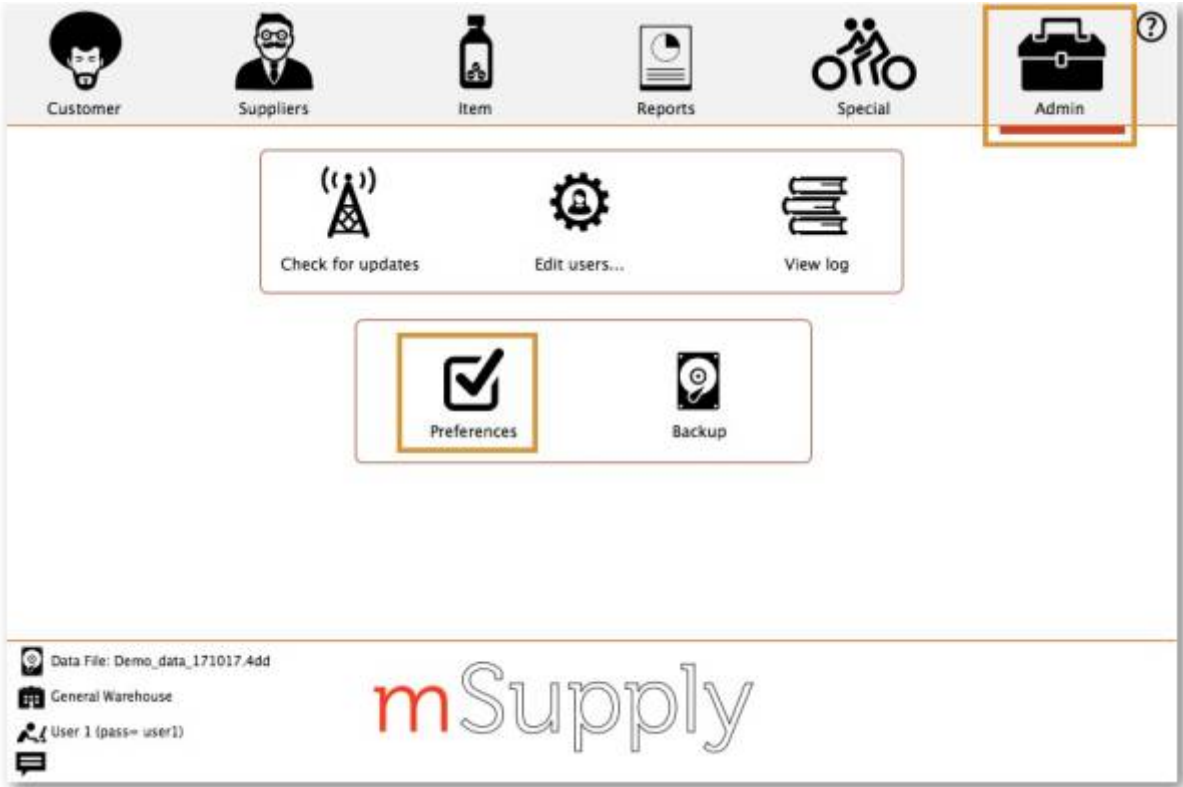 ?
Customer Suppliers Item Reports Special Admin
Check for updates Edit users... View log
Preferences Backup
Data File: Demo_data_171017.4dd
General Warehouse
User 1 (pass= user1)
mSupply